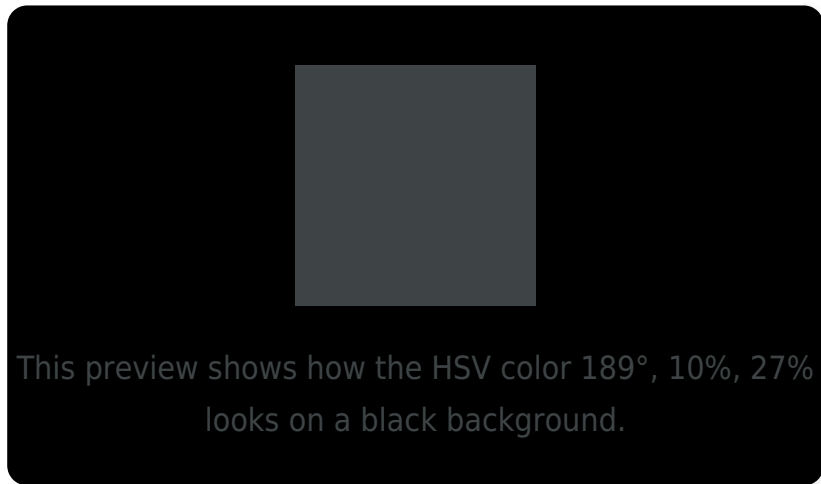 This preview shows how the HSV color 189°, 10%, 27%
looks on a black background.